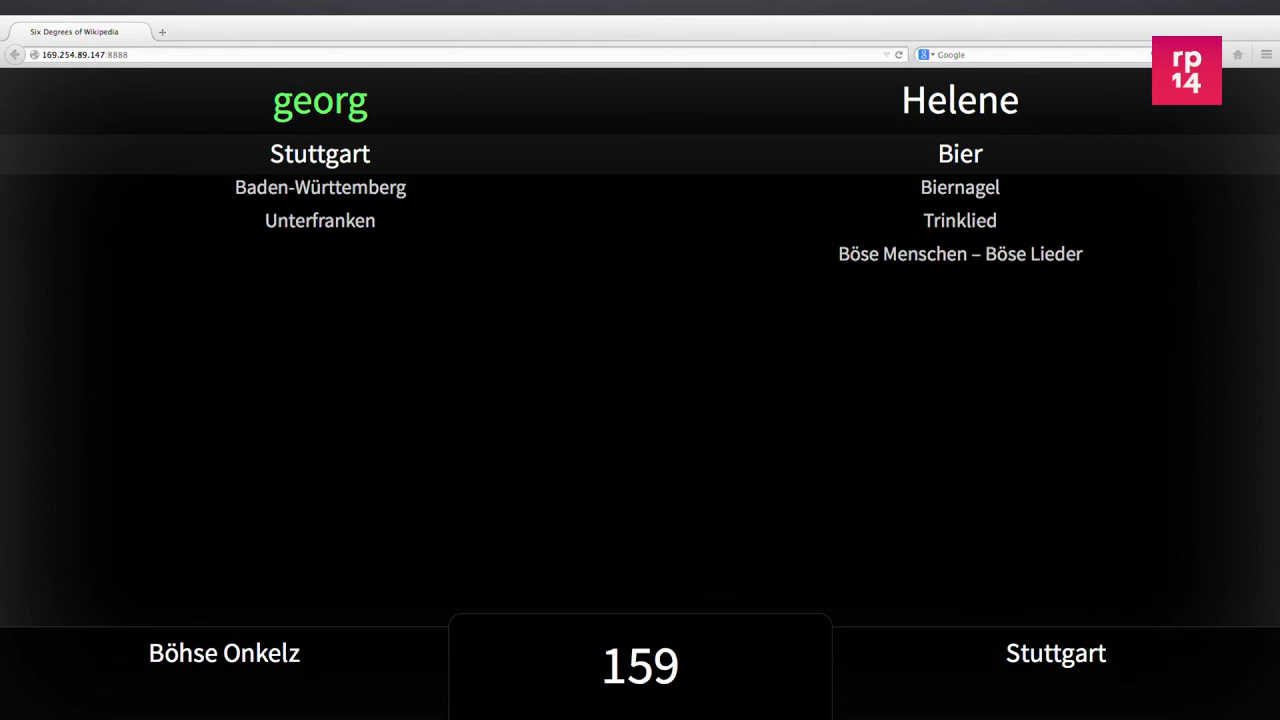 Six Degrees of Wikipedia
169.254.89.147:8888
Google
rp
14
georg
Helene
Stuttgart
Bier
Baden-Württemberg
Biernagel
Unterfranken
Trinklied
Böse Menschen – Böse Lieder
Böhse Onkelz
159
Stuttgart